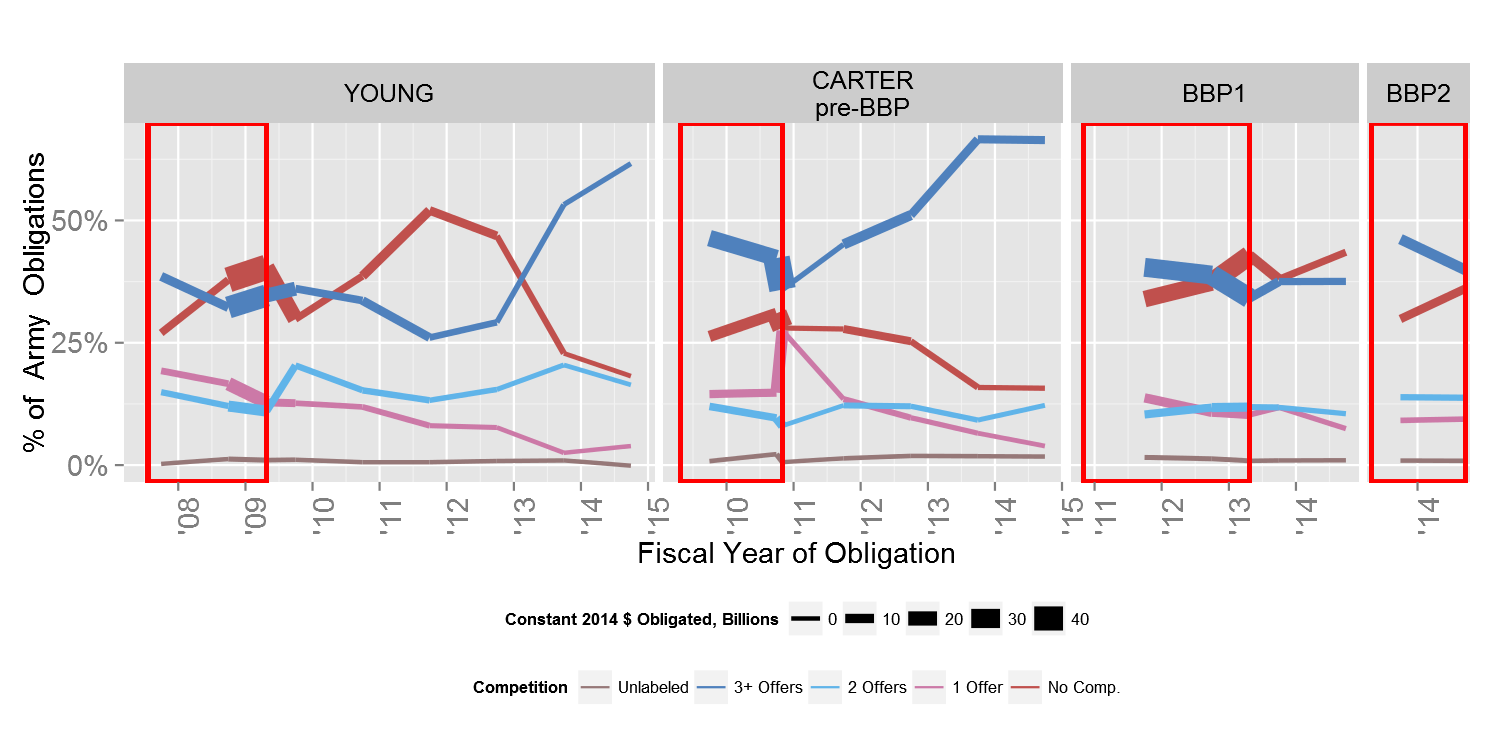 YOUNG
CARTER
pre-BBP
BBP1
BBP2
% of Army Obligations
50%
25%
0%
'08 '09 '10 '11 '12 '13 '14 '15
'10 '11 '12 '13 '14 '15
'11 '12 '13 '14
'14
Fiscal Year of Obligation
Constant 2014 $ Obligated, Billions 0 10 20 30 40
Competition Unlabeled 3+ Offers 2 Offers 1 Offer No Comp.